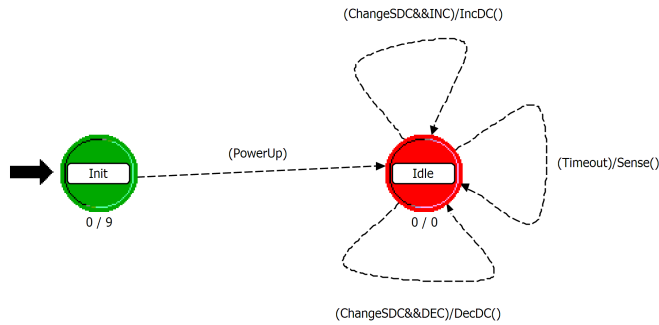 (ChangeSDC&&INC)/IncDC()
(PowerUp)
(Timeout)/Sense()
Init
Idle
0 / 9
0 / 0
(ChangeSDC&&DEC)/DecDC()